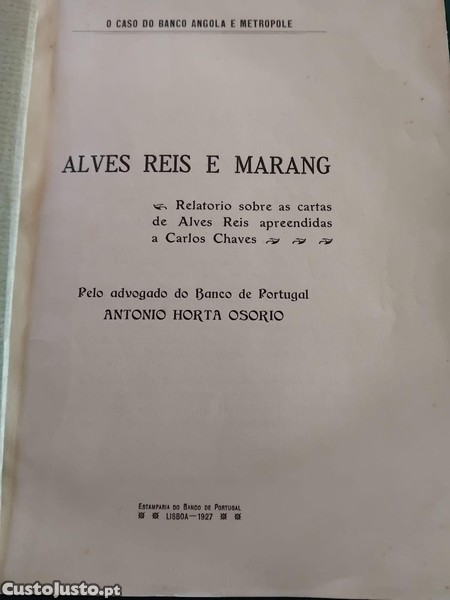 O CASO DO BANCO ANGOLA E METROPOLE
ALVES REIS E MARANG
Relatorio sobre as cartas
de Alves Reis apreendidas
a Carlos Chaves
Pelo advogado do Banco de Portugal
ANTONIO HORTA OSORIO
ESTAMPARIA DO BANCO DE PORTUGAL
LISBOA—1927
CustoJusto.pt